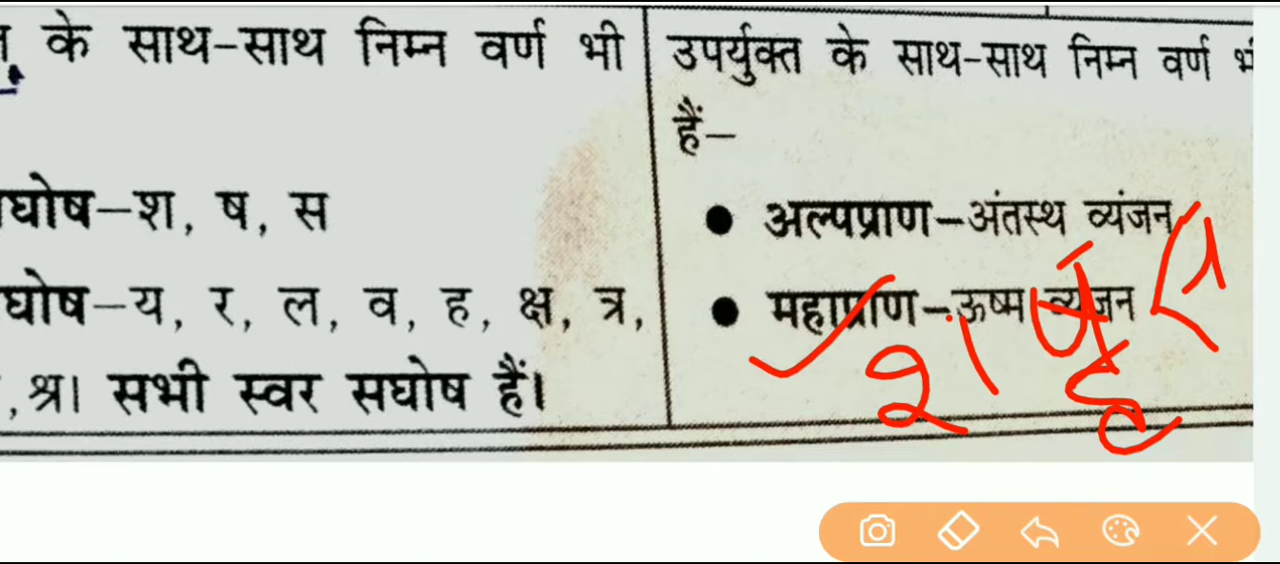 के साथ-साथ निम्न वर्ण भी
घोष-श, ष, स
घोष-य, र, ल, व, ह, क्ष, त्र,
, श्र। सभी स्वर सघोष हैं।
उपर्युक्त के साथ-साथ निम्न वर्ण भी
हैं-
● अल्पप्राण-अंतस्थ व्यंजन
● महाप्राण-ऊष्म व्यंजन
श ष स
ह